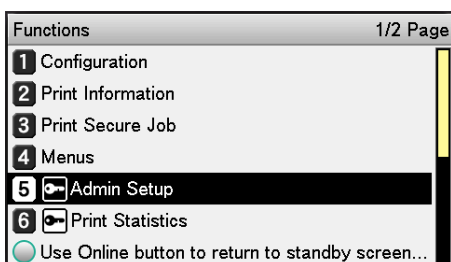 Functions 1/2 Page
1 Configuration
2 Print Information
3 Print Secure Job
4 Menus
5 Admin Setup
6 Print Statistics
Use Online button to return to standby screen...